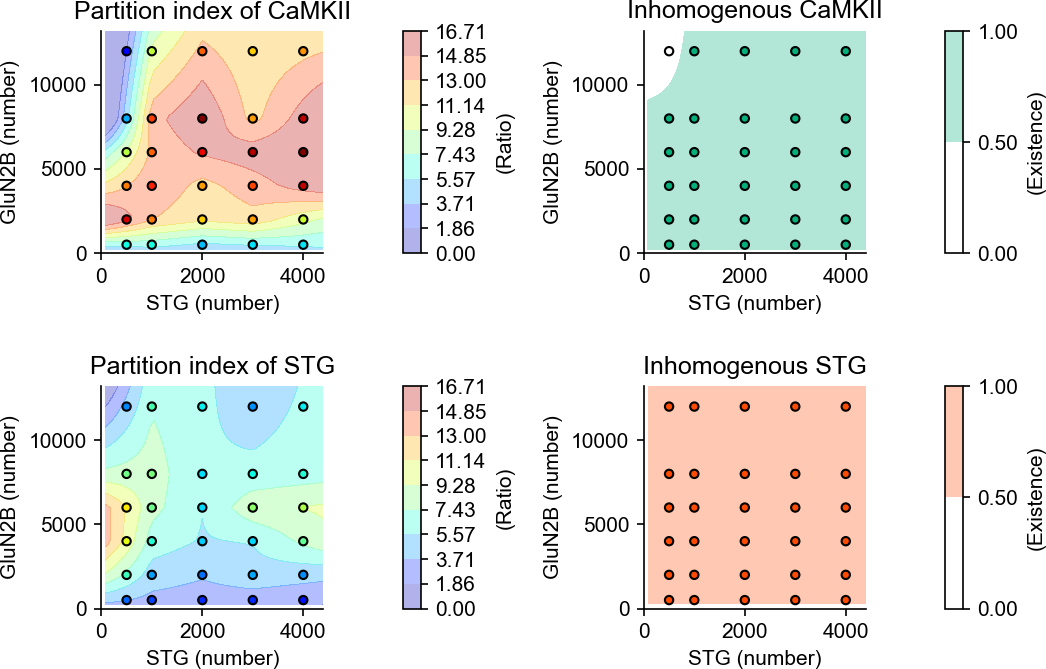 Partition index of CaMKII
GluN2B (number)
10000
5000
0
0 2000 4000
STG (number)
16.71
14.85
13.00
11.14
9.28
7.43
5.57
3.71
1.86
0.00
(Ratio)
Inhomogenous CaMKII
GluN2B (number)
10000
5000
0
0 2000 4000
STG (number)
1.00
0.50
0.00
(Existence)
Partition index of STG
GluN2B (number)
10000
5000
0
0 2000 4000
STG (number)
16.71
14.85
13.00
11.14
9.28
7.43
5.57
3.71
1.86
0.00
(Ratio)
Inhomogenous STG
GluN2B (number)
10000
5000
0
0 2000 4000
STG (number)
1.00
0.50
0.00
(Existence)